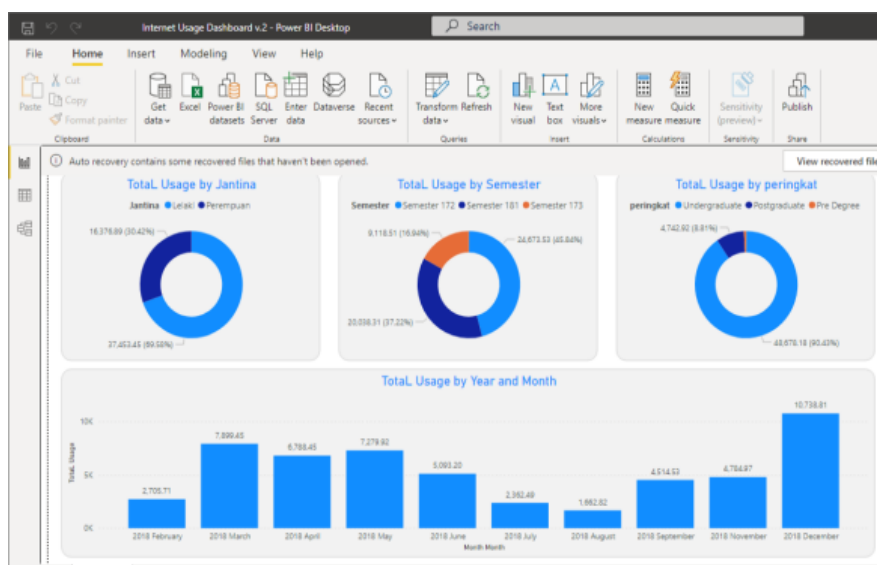 Internet Usage Dashboard v.2 - Power BI Desktop
Search
File Home Insert Modeling View Help
Paste
Cut
Copy
Format painter
Get data
Excel
Power BI datasets
SQL Server
Enter data
Dataverse
Recent sources
Transform data
Refresh
New visual
Text box
More visuals
New measure
Quick measure
Sensitivity (preview)
Publish
Clipboard Data Queries Insert Calculations Sensitivity Share
Auto recovery contains some recovered files that haven't been opened.
View recovered file
TotaL Usage by Jantina
Jantina Lelaki Perempuan
16,376.89 (30.42%)
37,453.45 (69.58%)
TotaL Usage by Semester
Semester Semester 172 Semester 181 Semester 173
9,118.51 (16.94%)
24,673.53 (45.84%)
20,038.31 (37.22%)
TotaL Usage by peringkat
peringkat Undergraduate Postgraduate Pre Degree
4,742.92 (8.81%)
48,678.18 (90.43%)
TotaL Usage by Year and Month
TotaL Usage
10K
5K
0K
2,705.71
7,899.45
6,788.45
7,279.92
5,093.20
2,362.49
1,662.82
4,514.53
4,784.97
10,738.81
2018 February 2018 March 2018 April 2018 May 2018 June 2018 July 2018 August 2018 September 2018 November 2018 December
Month Month